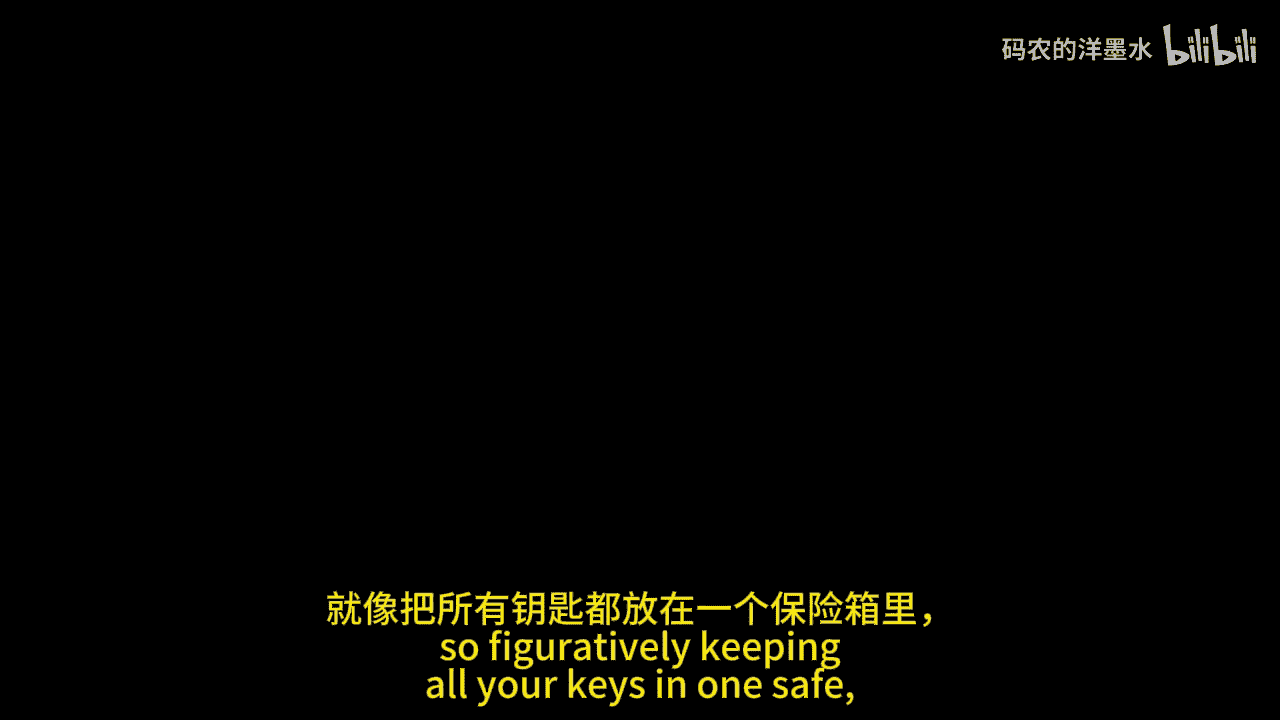 码农的洋墨水 bilibili
就像把所有钥匙都放在一个保险箱里，
so figuratively keeping
all your keys in one safe,